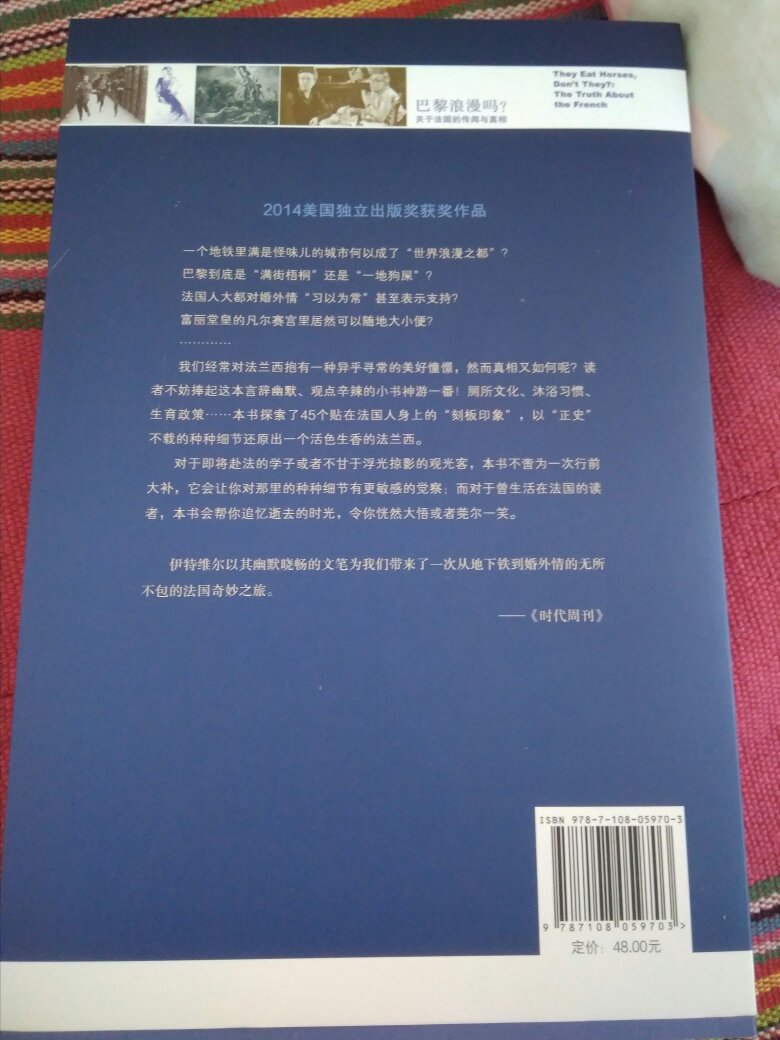 巴黎浪漫吗?
关于法国的传闻与真相
They Eat Horses,
Don't They?:
The Truth About
the French
2014美国独立出版奖获奖作品
一个地铁里满是怪味儿的城市何以成了“世界浪漫之都”?
巴黎到底是“满街梧桐”还是“一地狗屎”?
法国人大都对婚外情“习以为常”甚至表示支持?
富丽堂皇的凡尔赛宫里居然可以随地大小便?
…………
我们经常对法兰西抱有一种异乎寻常的美好憧憬，然而真相又如何呢? 读
者不妨捧起这本言辞幽默、观点辛辣的小书神游一番! 厕所文化、沐浴习惯、
生育政策……本书探索了45个贴在法国人身上的“刻板印象”，以“正史”
不载的种种细节还原出一个活色生香的法兰西。
对于即将赴法的学子或者不甘于浮光掠影的观光客，本书不啻为一次行前
大补，它会让你对那里的种种细节有更敏感的觉察; 而对于曾生活在法国的读
者，本书会帮你追忆逝去的时光，令你恍然大悟或者莞尔一笑。
伊特维尔以其幽默晓畅的文笔为我们带来了一次从地下铁到婚外情的无所
不包的法国奇妙之旅。
——《时代周刊》
ISBN 978-7-108-05970-3
9 787108 059703 >
定价: 48.00元